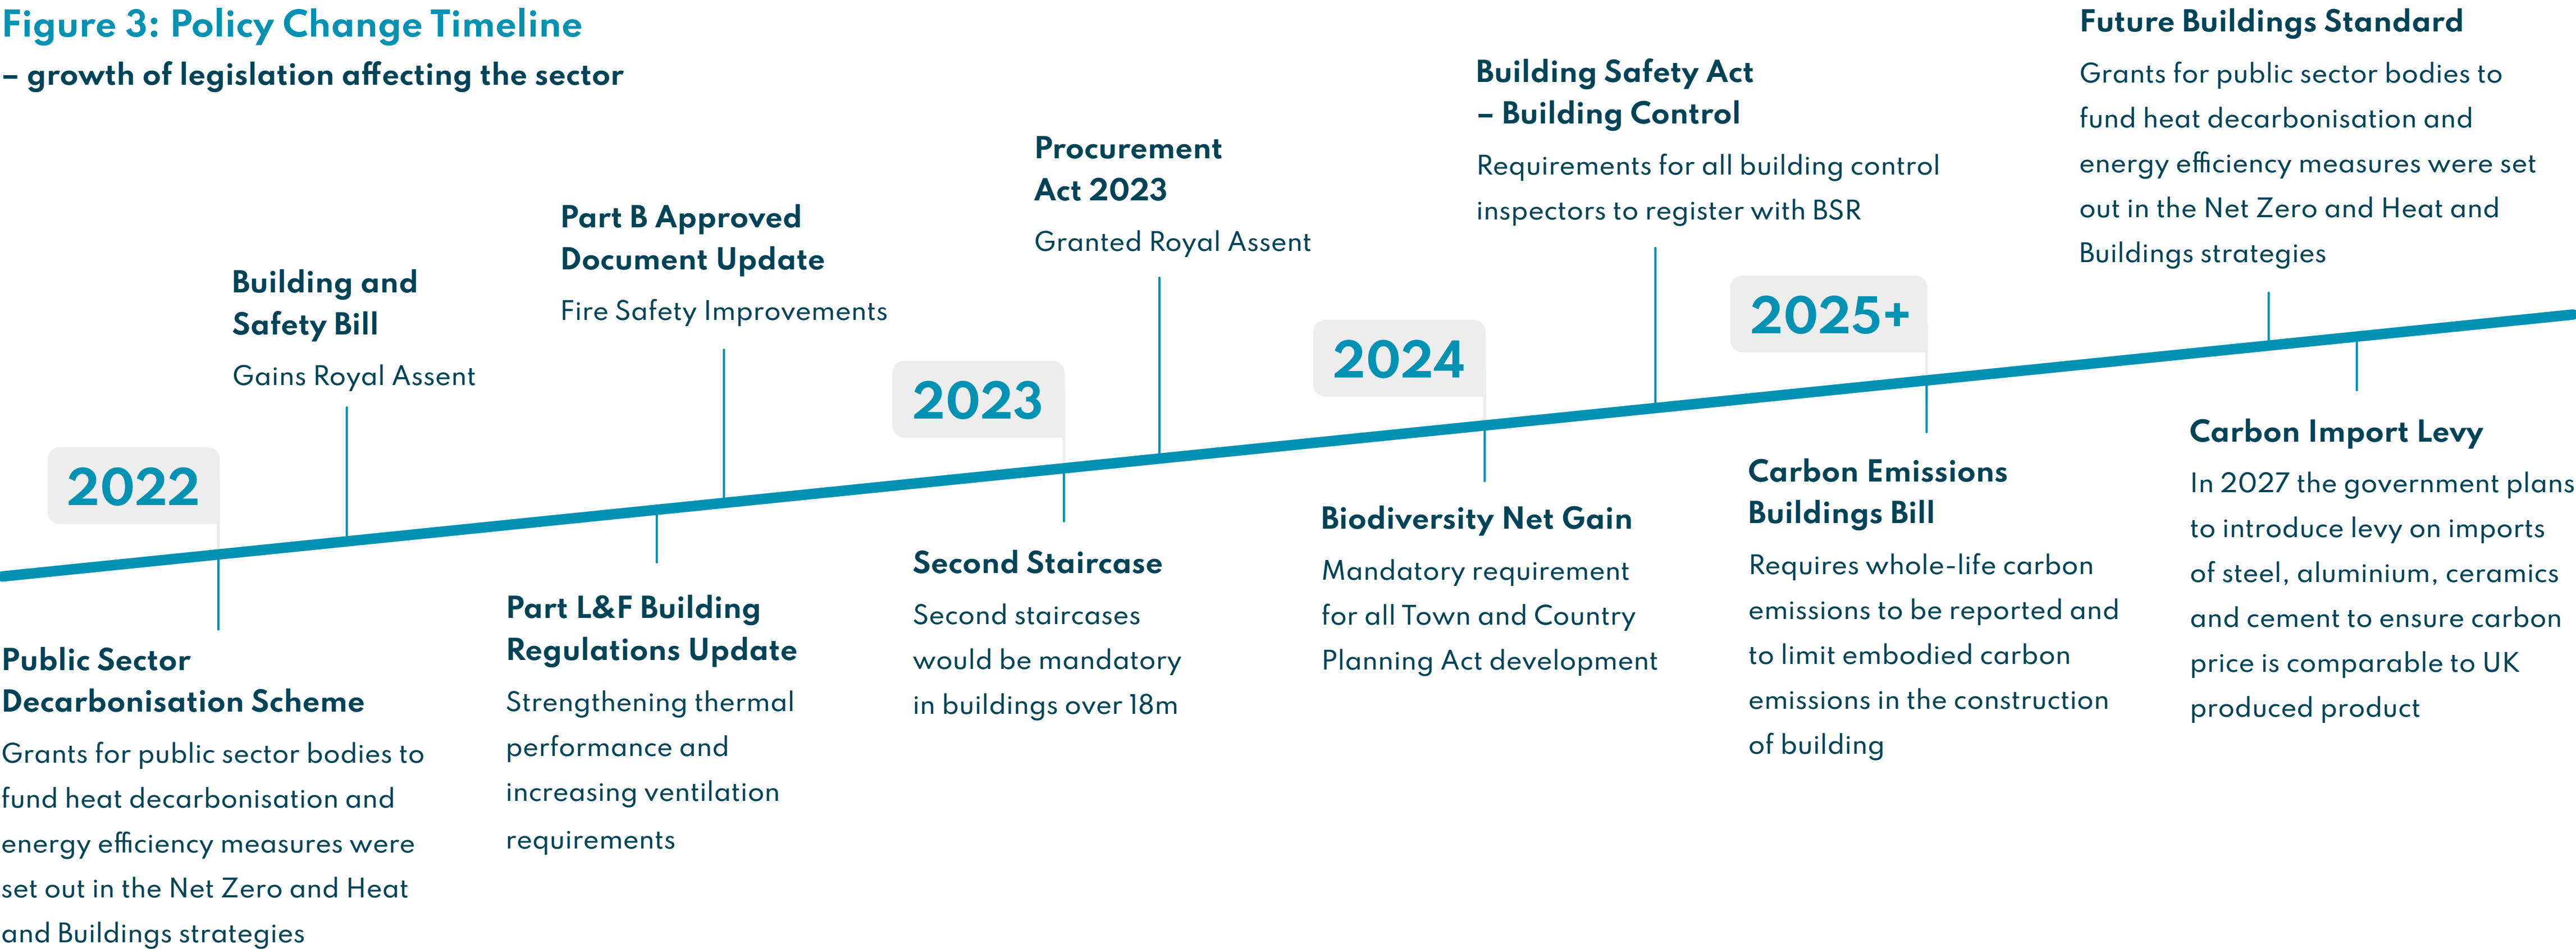 Figure 3: Policy Change Timeline
– growth of legislation affecting the sector
2022
Public Sector
Decarbonisation Scheme
Grants for public sector bodies to
fund heat decarbonisation and
energy efficiency measures were
set out in the Net Zero and Heat
and Buildings strategies
Building and
Safety Bill
Gains Royal Assent
Part L&F Building
Regulations Update
Strengthening thermal
performance and
increasing ventilation
requirements
Part B Approved
Document Update
Fire Safety Improvements
2023
Second Staircase
Second staircases
would be mandatory
in buildings over 18m
Procurement
Act 2023
Granted Royal Assent
2024
Biodiversity Net Gain
Mandatory requirement
for all Town and Country
Planning Act development
Building Safety Act
– Building Control
Requirements for all building control
inspectors to register with BSR
2025+
Carbon Emissions
Buildings Bill
Requires whole-life carbon
emissions to be reported and
to limit embodied carbon
emissions in the construction
of building
Future Buildings Standard
Grants for public sector bodies to
fund heat decarbonisation and
energy efficiency measures were set
out in the Net Zero and Heat and
Buildings strategies
Carbon Import Levy
In 2027 the government plans
to introduce levy on imports
of steel, aluminium, ceramics
and cement to ensure carbon
price is comparable to UK
produced product